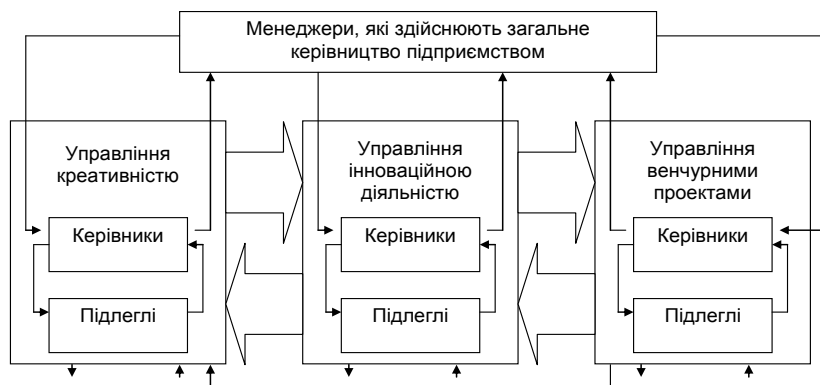 Менеджери, які здійснюють загальне
керівництво підприємством
Управління
креативністю
Керівники
Підлеглі
Управління
інноваційною
діяльністю
Керівники
Підлеглі
Управління
венчурними
проектами
Керівники
Підлеглі